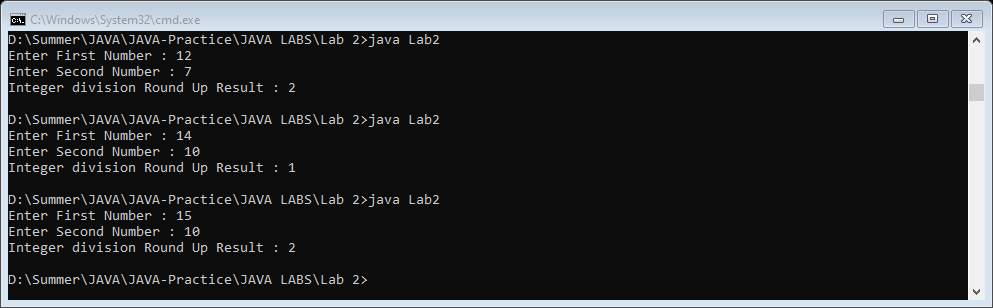 C:\Windows\System32\cmd.exe
D:\Summer\JAVA\JAVA-Practice\JAVA LABS\Lab 2>java Lab2
Enter First Number : 12
Enter Second Number : 7
Integer division Round Up Result : 2
D:\Summer\JAVA\JAVA-Practice\JAVA LABS\Lab 2>java Lab2
Enter First Number : 14
Enter Second Number : 10
Integer division Round Up Result : 1
D:\Summer\JAVA\JAVA-Practice\JAVA LABS\Lab 2>java Lab2
Enter First Number : 15
Enter Second Number : 10
Integer division Round Up Result : 2
D:\Summer\JAVA\JAVA-Practice\JAVA LABS\Lab 2>